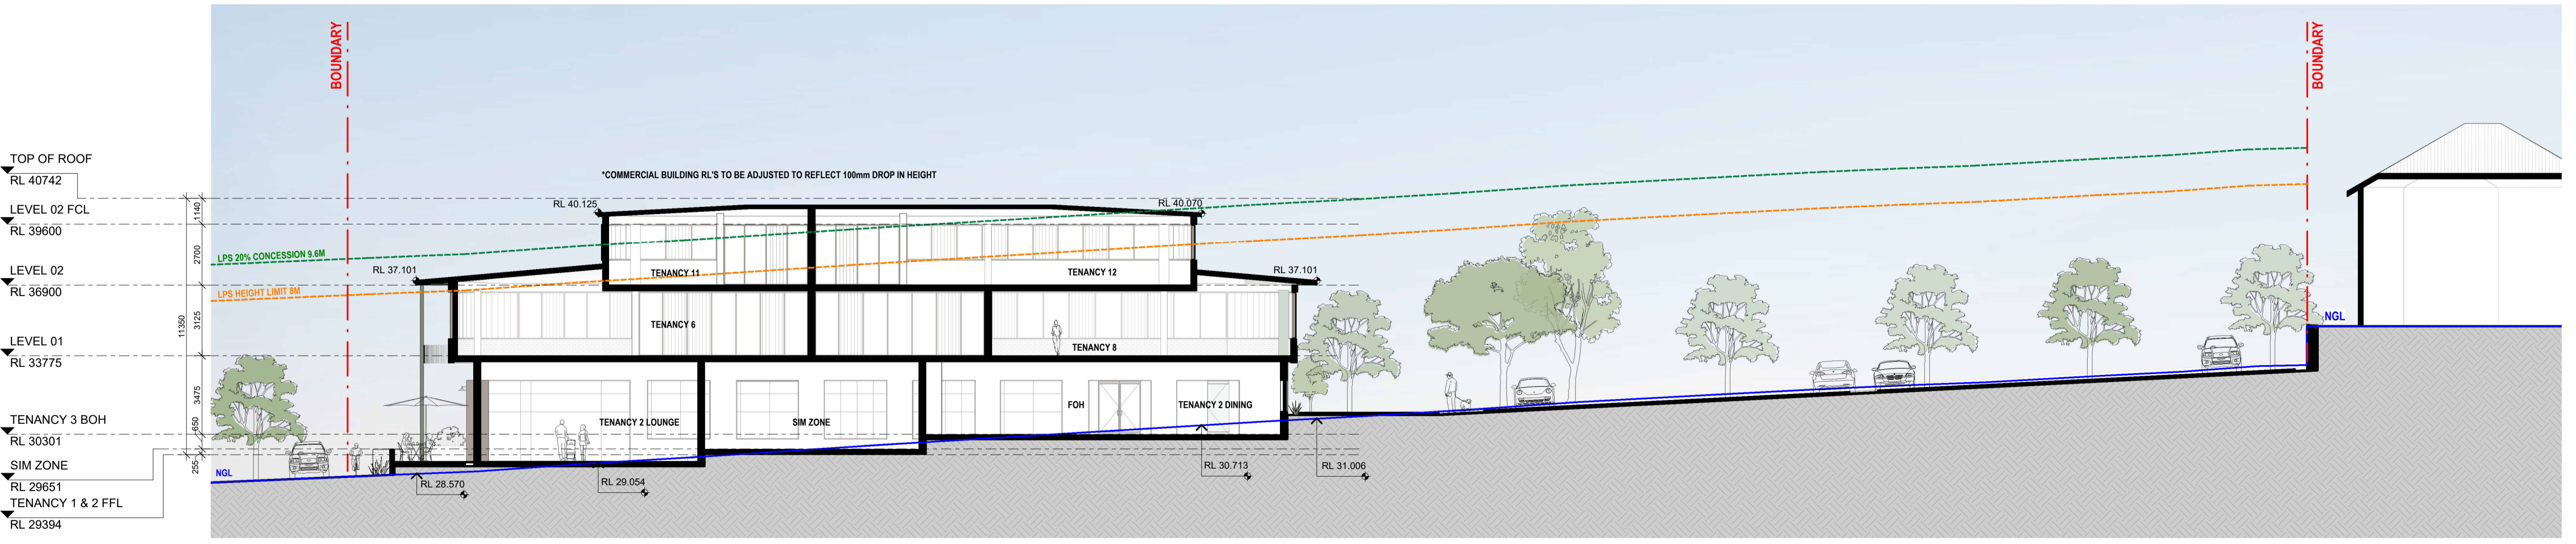 BOUNDARY
BOUNDARY
TOP OF ROOF
RL 40742
*COMMERCIAL BUILDING RL'S TO BE ADJUSTED TO REFLECT 100mm DROP IN HEIGHT
LEVEL 02 FCL
RL 39600
1140
RL 40.125
RL 40.070
LPS 20% CONCESSION 9.6M
2700
LEVEL 02
RL 36900
RL 37.101
TENANCY 11
TENANCY 12
RL 37.101
LPS HEIGHT LIMIT 8M
11350
3125
TENANCY 6
NGL
LEVEL 01
RL 33775
TENANCY 8
3475
TENANCY 3 BOH
RL 30301
650
TENANCY 2 LOUNGE
SIM ZONE
FOH
TENANCY 2 DINING
SIM ZONE
RL 29651
255
NGL
RL 28.570
RL 29.054
RL 30.713
RL 31.006
TENANCY 1 & 2 FFL
RL 29394